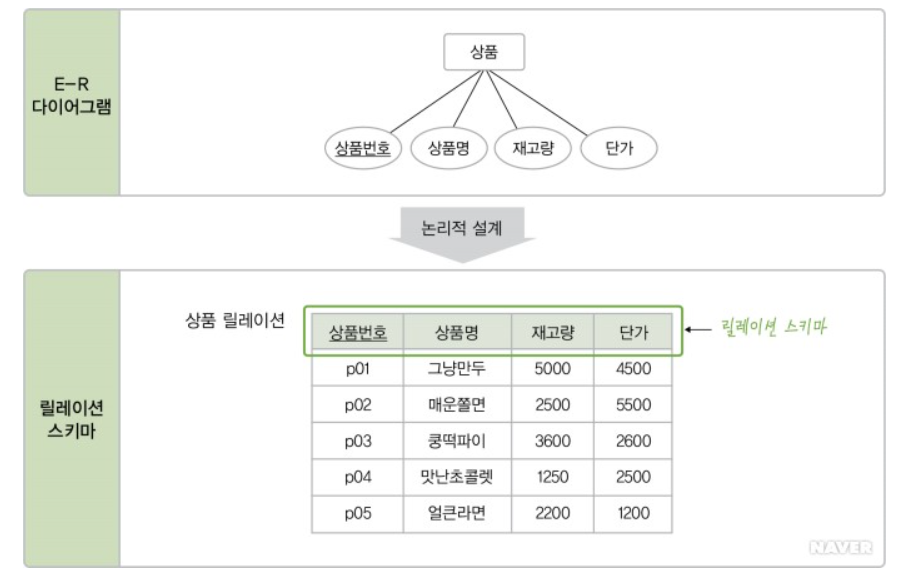 E-R
다이어그램
상품
상품번호 상품명 재고량 단가
논리적 설계
릴레이션
스키마
상품 릴레이션
상품번호 상품명 재고량 단가
릴레이션 스키마
p01 그냥만두 5000 4500
p02 매운쫄면 2500 5500
p03 쿵떡파이 3600 2600
p04 맛난초콜렛 1250 2500
p05 얼큰라면 2200 1200
NAVER